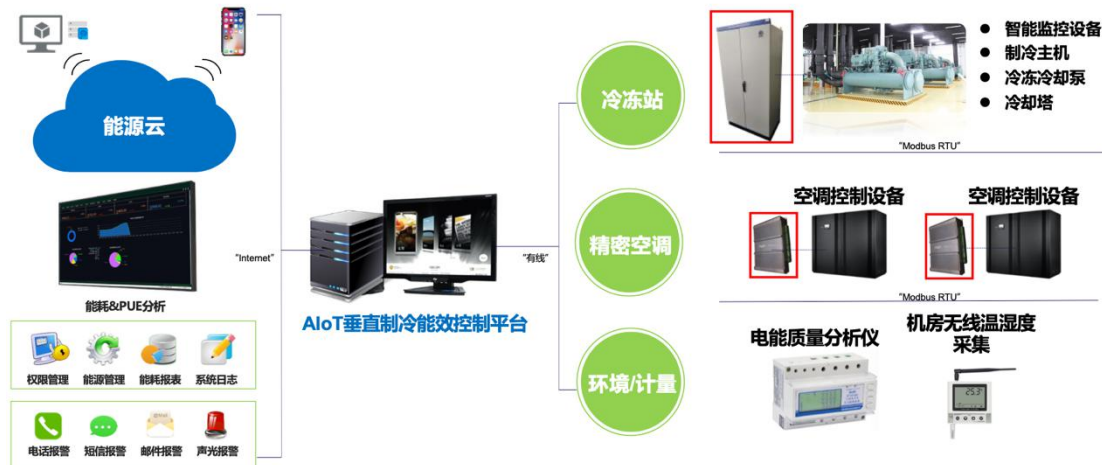 能源云
能耗&PUE分析
权限管理
能源管理
能耗报表
系统日志
电话报警
短信报警
邮件报警
声光报警
"Internet"
AIoT垂直制冷能效控制平台
"有线"
冷冻站
精密空调
环境/计量
智能监控设备
制冷主机
冷冻冷却泵
冷却塔
"Modbus RTU"
空调控制设备
空调控制设备
"Modbus RTU"
电能质量分析仪
机房无线温湿度
采集